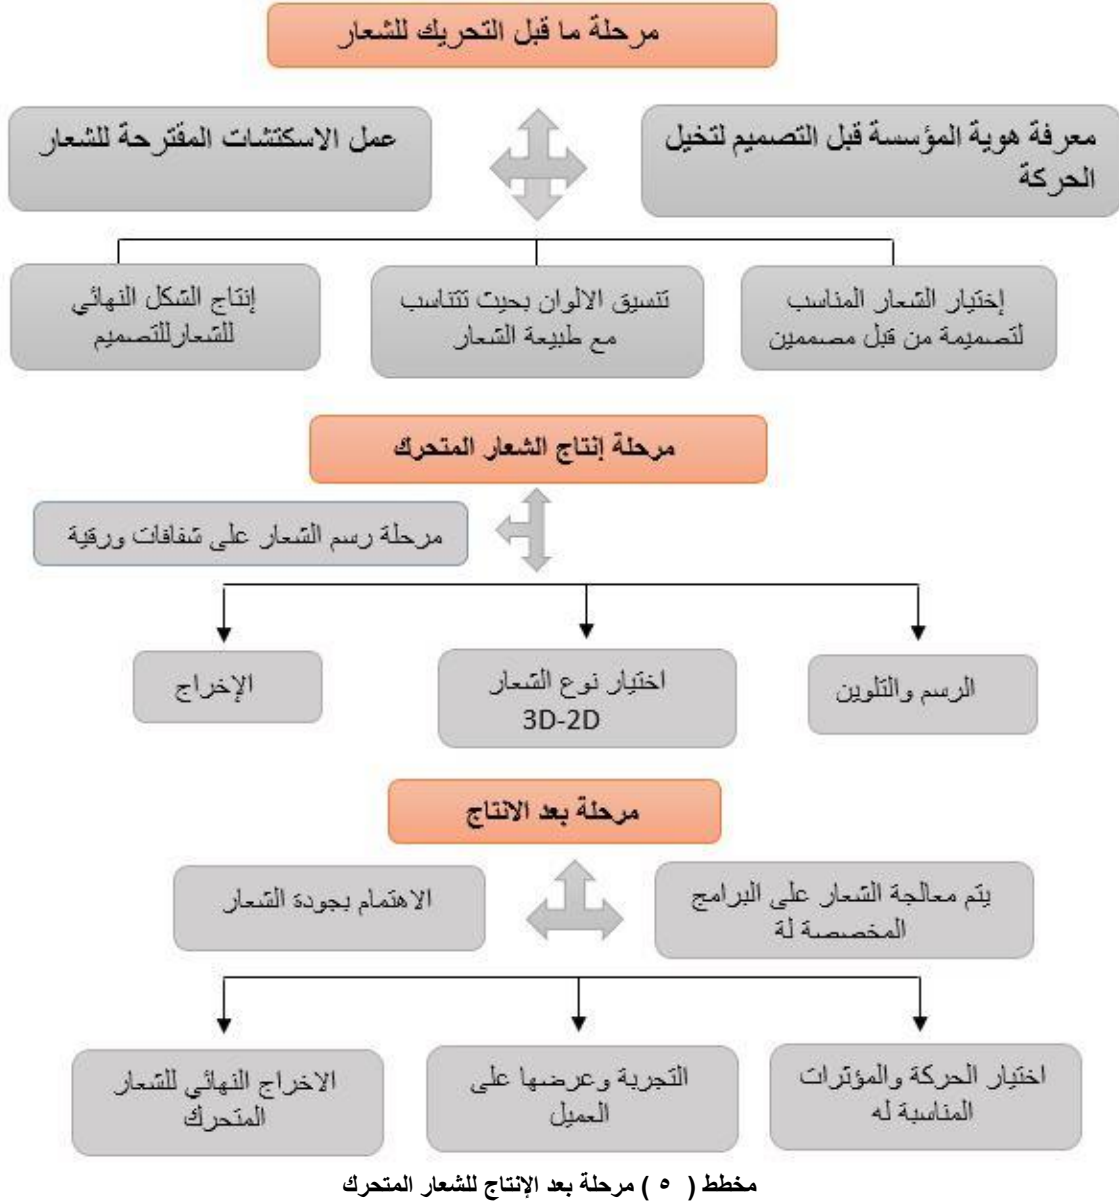 مرحلة ما قبل التحريك للشعار
معرفة هوية المؤسسة قبل التصميم لتخيل
الحركة
عمل الاسكتشات المقترحة للشعار
إختيار الشعار المناسب
لتصميمة من قبل مصممين
تنسيق الالوان بحيث تتناسب
مع طبيعة الشعار
إنتاج الشكل النهائي
للشعارللتصميم
مرحلة إنتاج الشعار المتحرك
مرحلة رسم الشعار على شفافات ورقية
الرسم والتلوين
اختيار نوع الشعار
3D-2D
الإخراج
مرحلة بعد الانتاج
يتم معالجة الشعار على البرامج
المخصصة لة
الاهتمام بجودة الشعار
اختيار الحركة والمؤثرات
المناسبة له
التجربة وعرضها على
العميل
الاخراج النهائي للشعار
المتحرك
مخطط ( ٥ ) مرحلة بعد الإنتاج للشعار المتحرك